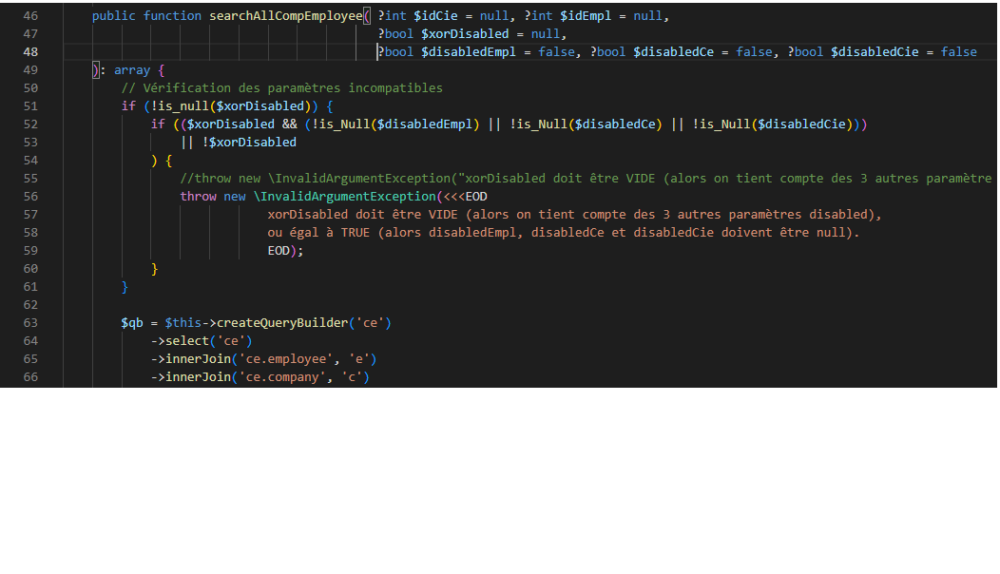 46 public function searchAllCompEmployee( ?int $idCie = null, ?int $idEmpl = null,
47 ?bool $xorDisabled = null,
48 ?bool $disabledEmpl = false, ?bool $disabledCe = false, ?bool $disabledCie = false
49 ): array {
50 // Vérification des paramètres incompatibles
51 if (!is_null($xorDisabled)) {
52 if (($xorDisabled && (!is_Null($disabledEmpl) || !is_Null($disabledCe) || !is_Null($disabledCie)))
53 || !$xorDisabled
54 ) {
55 //throw new \InvalidArgumentException("xorDisabled doit être VIDE (alors on tient compte des 3 autres paramètre
56 throw new \InvalidArgumentException(<<<EOD
57 xorDisabled doit être VIDE (alors on tient compte des 3 autres paramètres disabled),
58 ou égal à TRUE (alors disabledEmpl, disabledCe et disabledCie doivent être null).
59 EOD);
60 }
61 }
62
63 $qb = $this->createQueryBuilder('ce')
64 ->select('ce')
65 ->innerJoin('ce.employee', 'e')
66 ->innerJoin('ce.company', 'c')